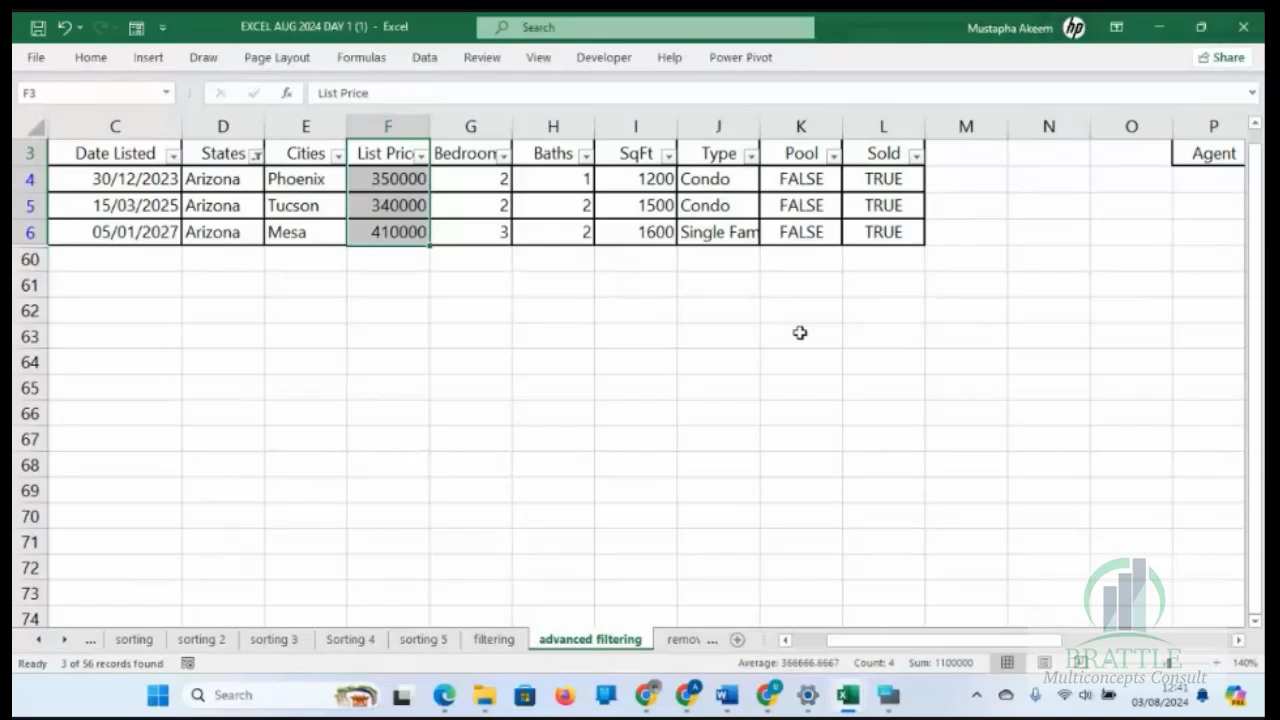 EXCEL AUG 2024 DAY 1 (1) - Excel
Search
Mustapha Akeem
hp
File Home Insert Draw Page Layout Formulas Data Review View Developer Help Power Pivot Share
F3 fx List Price
C D E F G H I J K L M N O P
3 Date Listed States Cities List Pric Bedroom Baths SqFt Type Pool Sold Agent
4 30/12/2023 Arizona Phoenix 350000 2 1 1200 Condo FALSE TRUE
5 15/03/2025 Arizona Tucson 340000 2 2 1500 Condo FALSE TRUE
6 05/01/2027 Arizona Mesa 410000 3 2 1600 Single Fam FALSE TRUE
60
61
62
63
64
65
66
67
68
69
70
71
72
73
74
... sorting sorting 2 sorting 3 Sorting 4 sorting 5 filtering advanced filtering remov ...
BRATTLE
Multiconcepts Consult
Ready 3 of 56 records found Average: 366666.6667 Count: 4 Sum: 1100000 140%
Search
12:41
03/08/2024